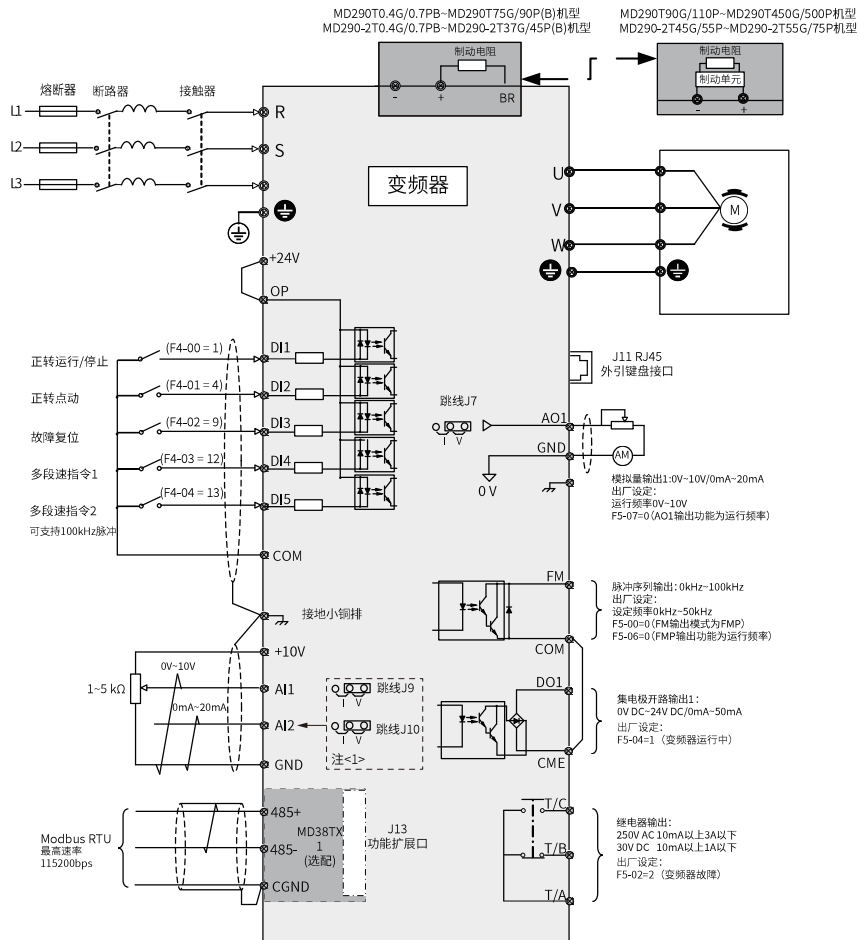 MD290T0.4G/0.7PB~MD290T75G/90P(B)机型
MD290-2T0.4G/0.7PB~MD290-2T37G/45P(B)机型
MD290T90G/110P~MD290T450G/500P机型
MD290-2T45G/55P~MD290-2T55G/75P机型
制动电阻
-
+
BR
制动电阻
制动单元
-
+
熔断器
断路器
接触器
L1
R
L2
S
L3
变频器
U
V
W
M
+24V
OP
正转运行/停止
(F4-00 = 1)
DI1
正转点动
(F4-01 = 4)
DI2
故障复位
(F4-02 = 9)
DI3
多段速指令1
(F4-03 = 12)
DI4
多段速指令2
(F4-04 = 13)
DI5
可支持100kHz脉冲
COM
J11 RJ45
外引键盘接口
跳线J7
I V
AO1
GND
0 V
AM
模拟量输出1:0V~10V/0mA~20mA
出厂设定:
运行频率0V~10V
F5-07=0(AO1输出功能为运行频率)
接地小铜排
+10V
0V~10V
1~5 kΩ
AI1
0mA~20mA
AI2
GND
跳线J9
I V
跳线J10
I V
注<1>
FM
COM
脉冲序列输出:0kHz~100kHz
出厂设定:
设定频率0kHz~50kHz
F5-00=0(FM输出模式为FMP)
F5-06=0(FMP输出功能为运行频率)
DO1
CME
集电极开路输出1:
0V DC~24V DC/0mA~50mA
出厂设定:
F5-04=1（变频器运行中）
Modbus RTU
最高速率
115200bps
485+
485-
CGND
MD38TX
1
(选配)
J13
功能扩展口
T/C
T/B
T/A
继电器输出:
250V AC 10mA以上3A以下
30V DC 10mA以上1A以下
出厂设定:
F5-02=2（变频器故障）